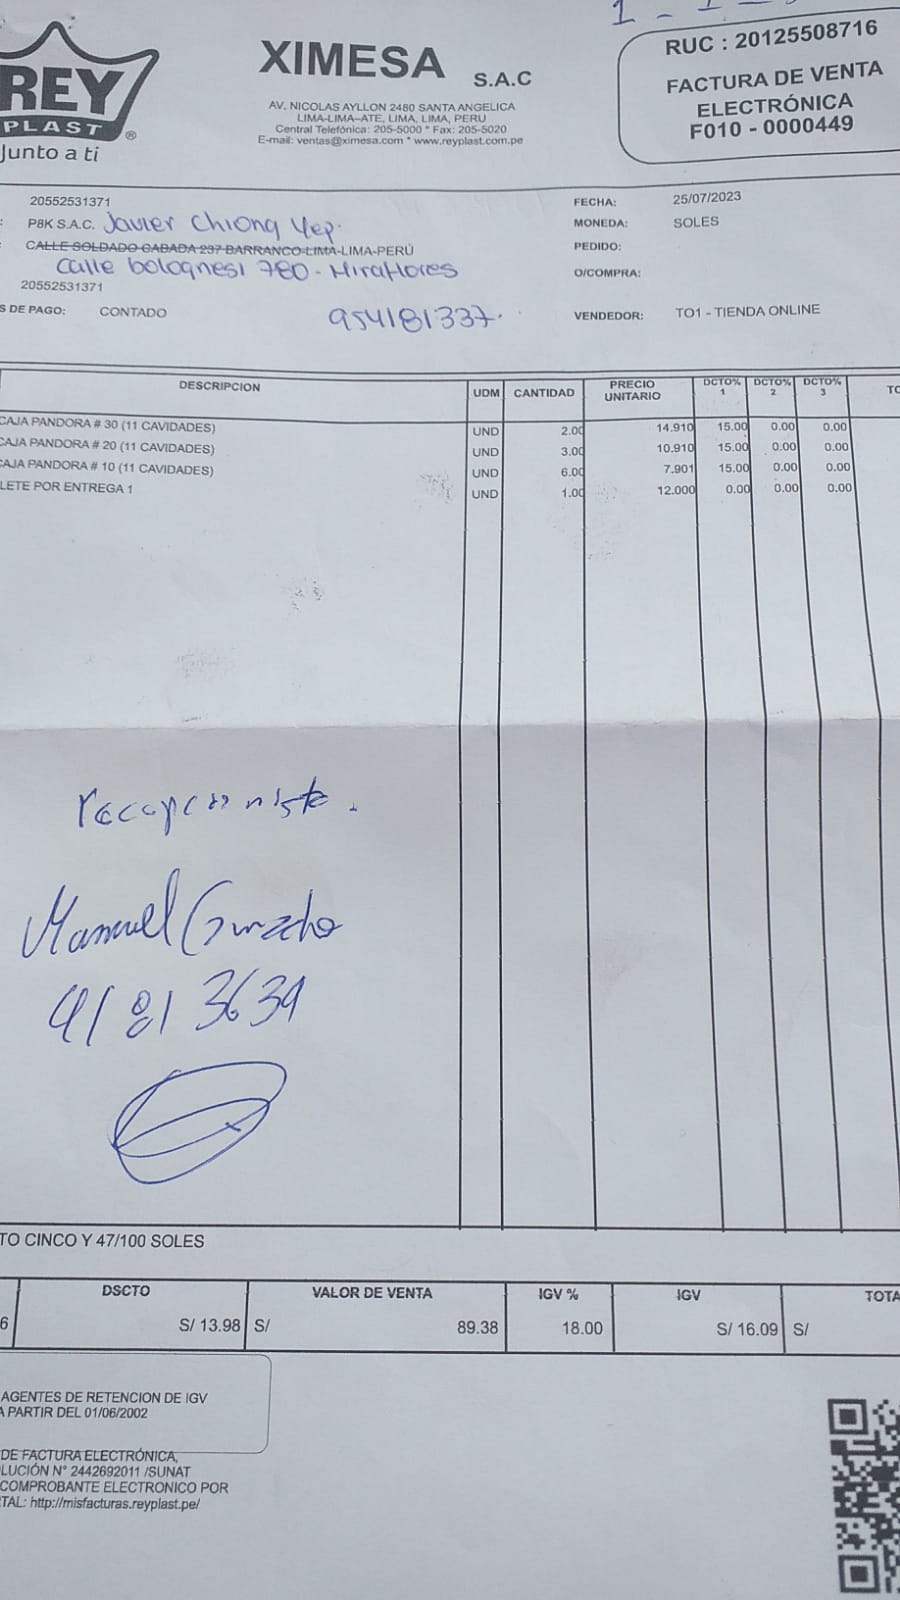 REY
PLAST ®
Junto a ti
XIMESA S.A.C
AV. NICOLAS AYLLON 2480 SANTA ANGELICA
LIMA-LIMA-ATE, LIMA, LIMA, PERU
Central Telefónica: 205-5000 * Fax: 205-5020
E-mail: ventas@ximesa.com * www.reyplast.com.pe
RUC : 20125508716
FACTURA DE VENTA
ELECTRÓNICA
F010 - 0000449
20552531371
P8K S.A.C. Javier Chiong Yep.
CALLE SOLDADO CABADA 237 BARRANCO-LIMA-LIMA-PERÚ
Calle bolognesi 780 - Miraflores
20552531371
S DE PAGO: CONTADO
954181337.
FECHA: 25/07/2023
MONEDA: SOLES
PEDIDO:
O/COMPRA:
VENDEDOR: TO1 - TIENDA ONLINE
DESCRIPCION UDM CANTIDAD PRECIO UNITARIO DCTO% 1 DCTO% 2 DCTO% 3 TO
CAJA PANDORA # 30 (11 CAVIDADES) UND 2.00 14.910 15.00 0.00 0.00
CAJA PANDORA # 20 (11 CAVIDADES) UND 3.00 10.910 15.00 0.00 0.00
CAJA PANDORA # 10 (11 CAVIDADES) UND 6.00 7.901 15.00 0.00 0.00
LETE POR ENTREGA 1 UND 1.00 12.000 0.00 0.00 0.00
Manuel
41 81 3639
TO CINCO Y 47/100 SOLES
DSCTO VALOR DE VENTA IGV % IGV TOTA
6 S/ 13.98 S/ 89.38 18.00 S/ 16.09 S/
AGENTES DE RETENCION DE IGV
A PARTIR DEL 01/06/2002
DE FACTURA ELECTRÓNICA,
LUCIÓN N° 2442692011 /SUNAT
COMPROBANTE ELECTRONICO POR
TAL: http://misfacturas.reyplast.pe/